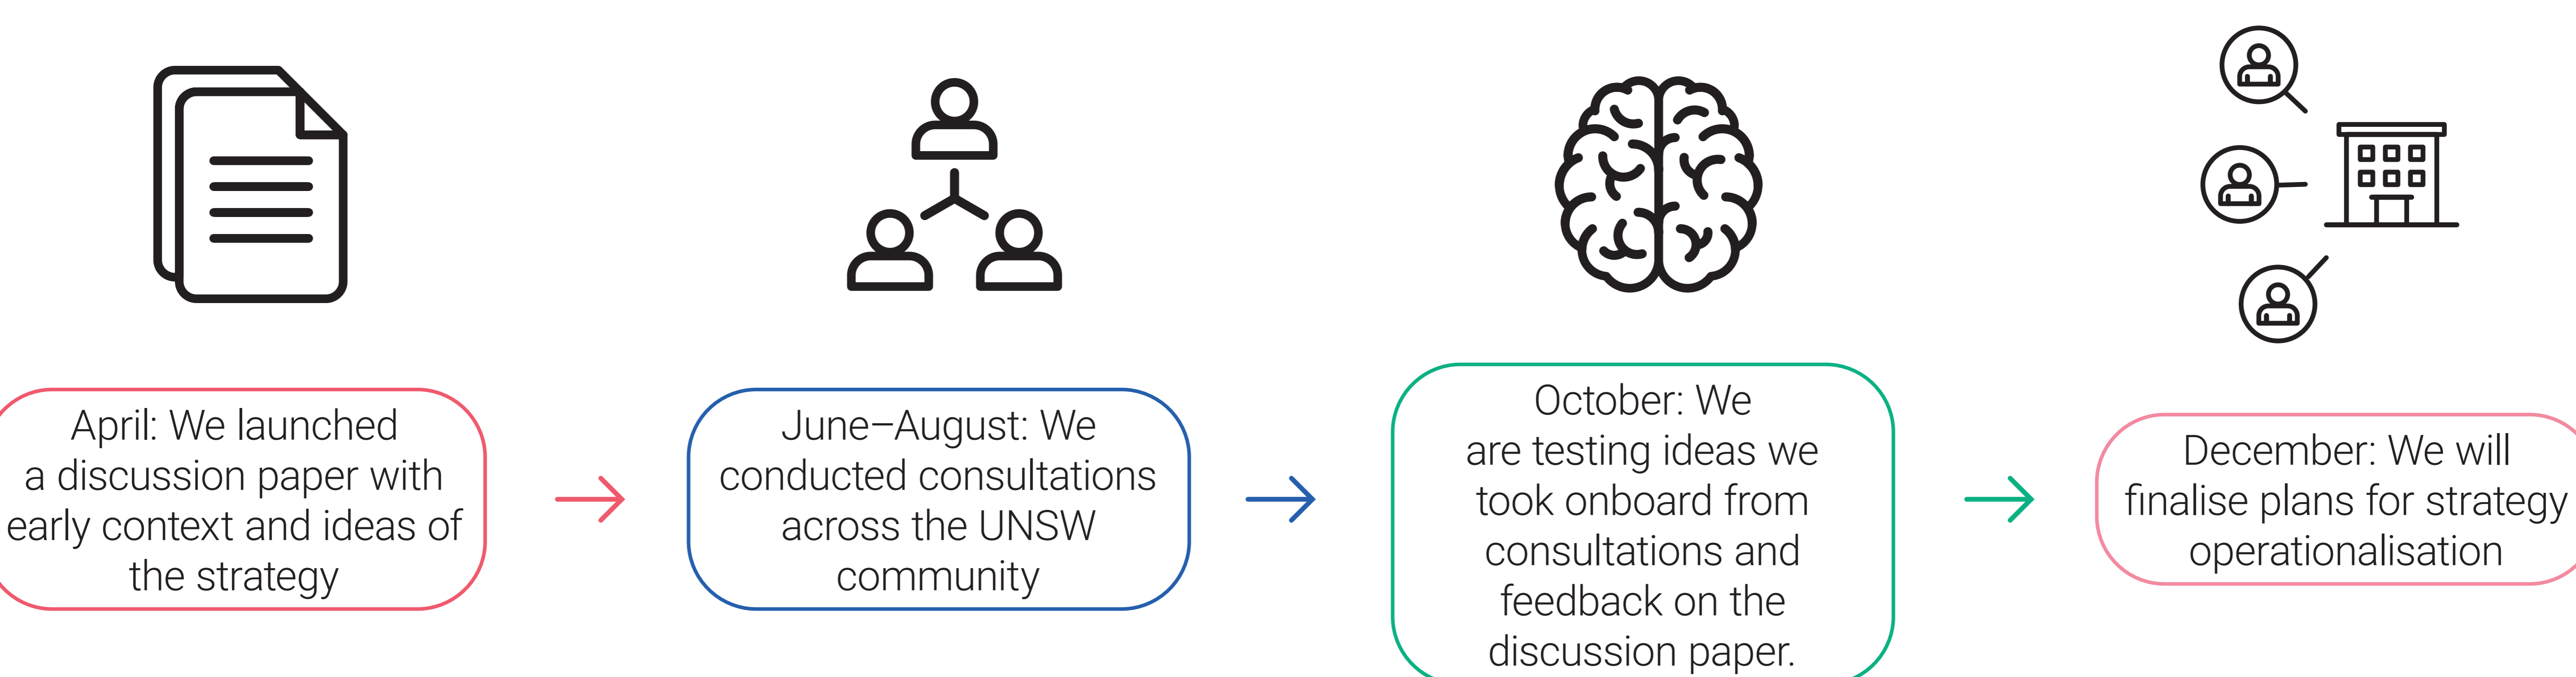 April: We launched
a discussion paper with
early context and ideas of
the strategy
June–August: We
conducted consultations
across the UNSW
community
October: We
are testing ideas we
took onboard from
consultations and
feedback on the
discussion paper.
December: We will
finalise plans for strategy
operationalisation